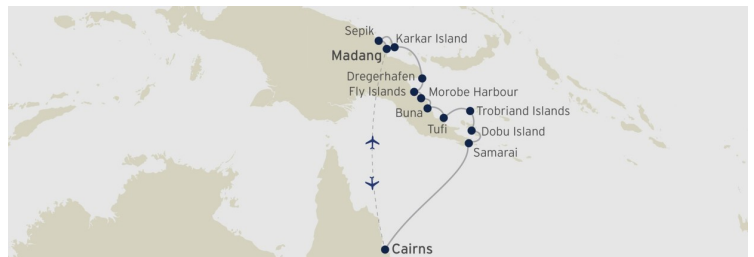 Sepik
Karkar Island
Madang
Dregerhafen
Fly Islands
Morobe Harbour
Buna
Trobriand Islands
Tufi
Dobu Island
Samarai
Cairns